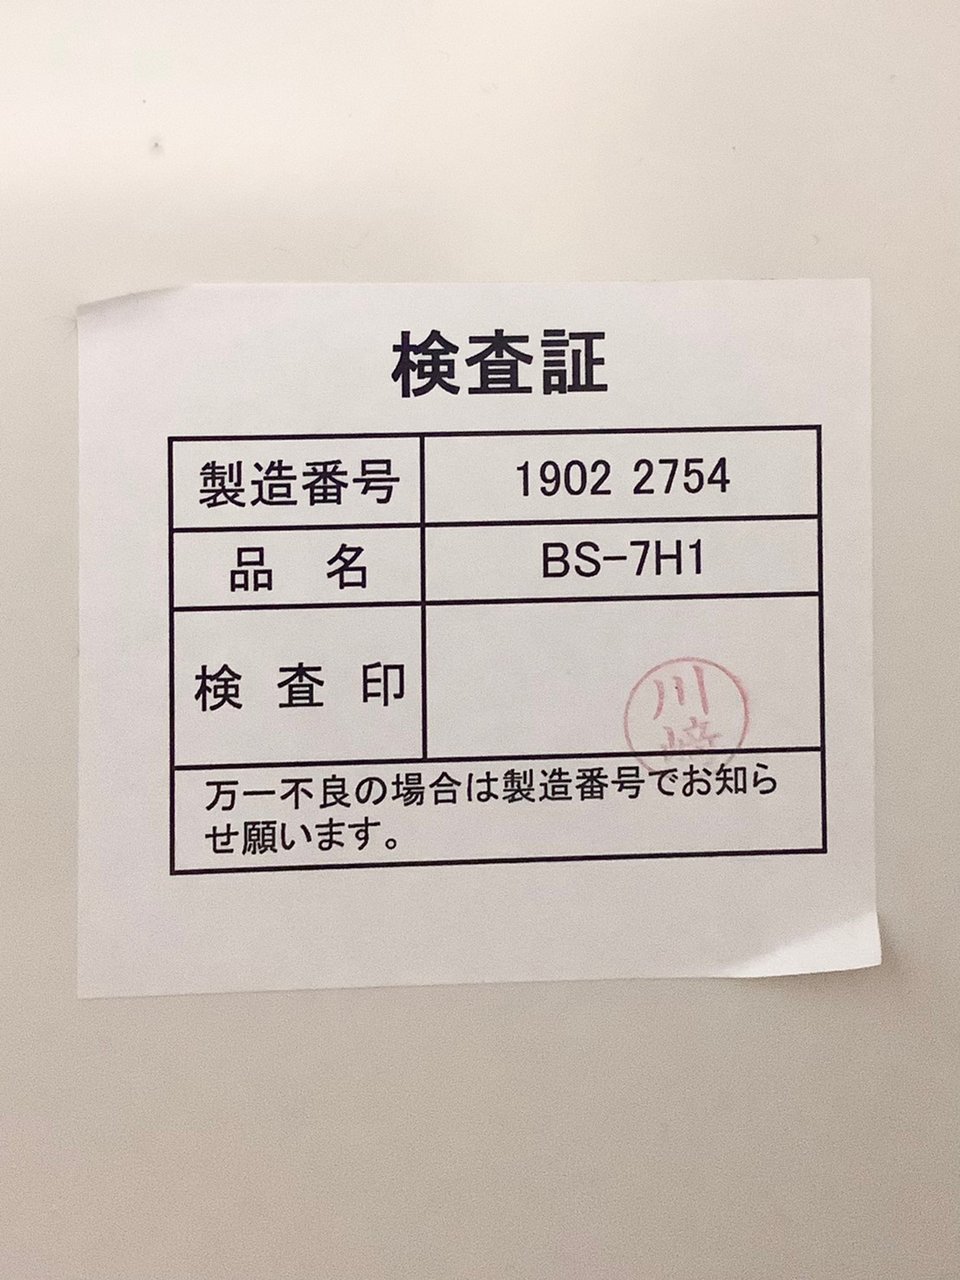 検査証
製造番号 1902 2754
品 名 BS-7H1
検 査 印
川
﨑
万一不良の場合は製造番号でお知ら
せ願います。